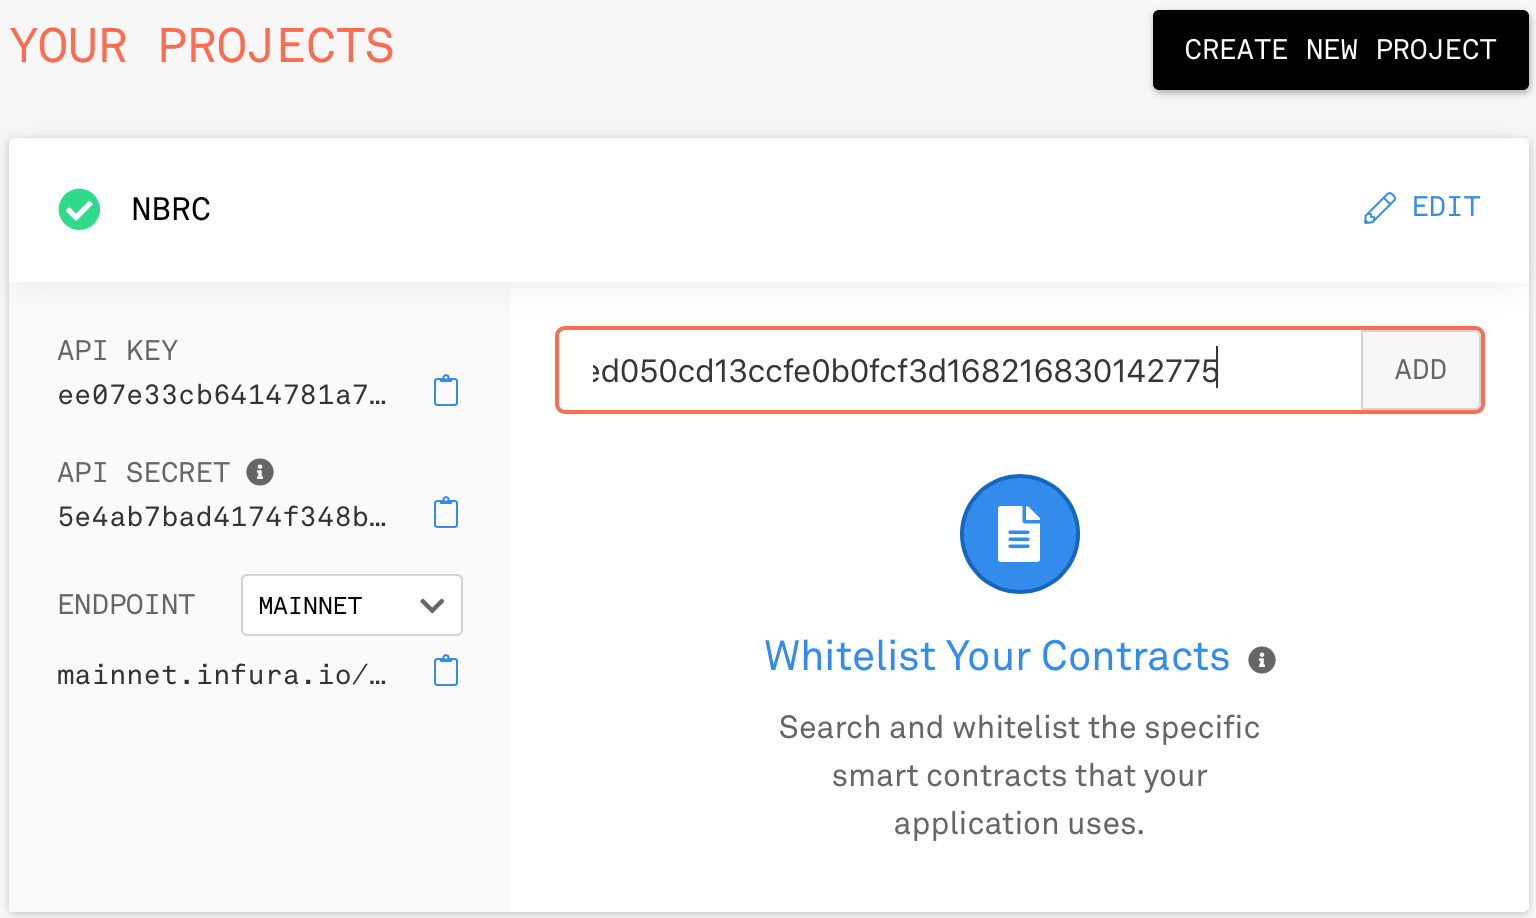 YOUR PROJECTS
CREATE NEW PROJECT
NBRC
EDIT
API KEY
ee07e33cb6414781a7…
API SECRET
5e4ab7bad4174f348b…
ENDPOINT
MAINNET
mainnet.infura.io/…
ed050cd13ccfe0b0fcf3d168216830142775
ADD
Whitelist Your Contracts
Search and whitelist the specific
smart contracts that your
application uses.